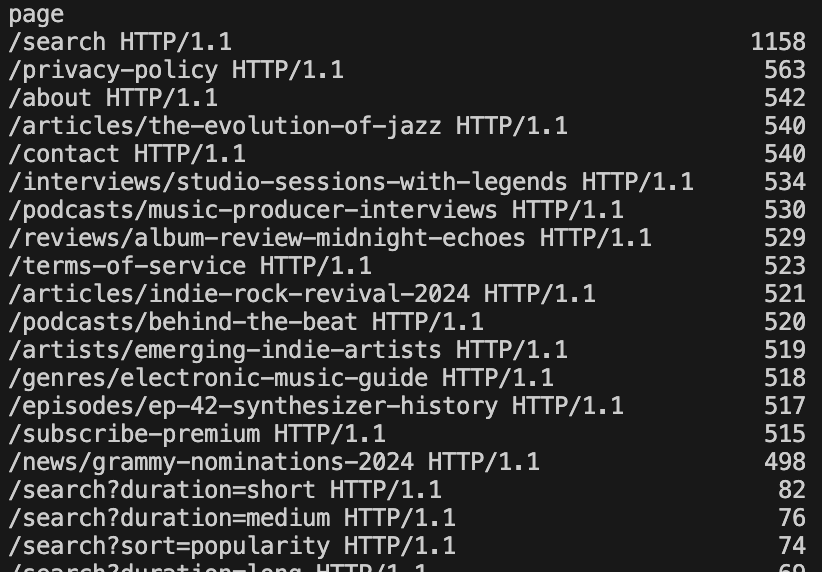 page
/search HTTP/1.1 1158
/privacy-policy HTTP/1.1 563
/about HTTP/1.1 542
/articles/the-evolution-of-jazz HTTP/1.1 540
/contact HTTP/1.1 540
/interviews/studio-sessions-with-legends HTTP/1.1 534
/podcasts/music-producer-interviews HTTP/1.1 530
/reviews/album-review-midnight-echoes HTTP/1.1 529
/terms-of-service HTTP/1.1 523
/articles/indie-rock-revival-2024 HTTP/1.1 521
/podcasts/behind-the-beat HTTP/1.1 520
/artists/emerging-indie-artists HTTP/1.1 519
/genres/electronic-music-guide HTTP/1.1 518
/episodes/ep-42-synthesizer-history HTTP/1.1 517
/subscribe-premium HTTP/1.1 515
/news/grammy-nominations-2024 HTTP/1.1 498
/search?duration=short HTTP/1.1 82
/search?duration=medium HTTP/1.1 76
/search?sort=popularity HTTP/1.1 74
/search?duration=long HTTP/1.1 69